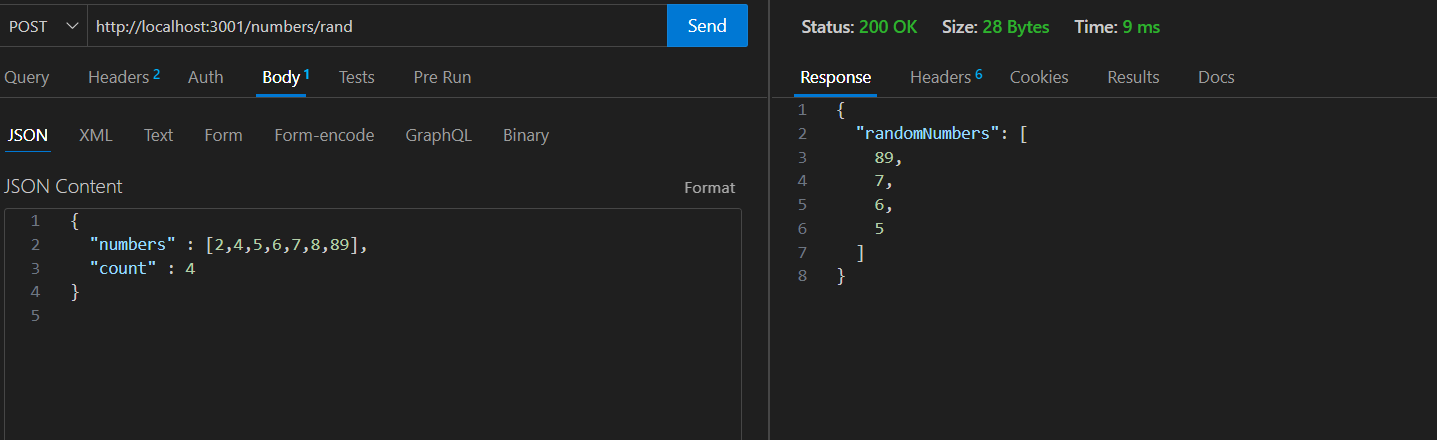 POST http://localhost:3001/numbers/rand Send
Query Headers 2 Auth Body 1 Tests Pre Run
JSON XML Text Form Form-encode GraphQL Binary
JSON Content Format
1 {
2 "numbers" : [2,4,5,6,7,8,89],
3 "count" : 4
4 }
5
Status: 200 OK Size: 28 Bytes Time: 9 ms
Response Headers 6 Cookies Results Docs
1 {
2 "randomNumbers": [
3 89,
4 7,
5 6,
6 5
7 ]
8 }